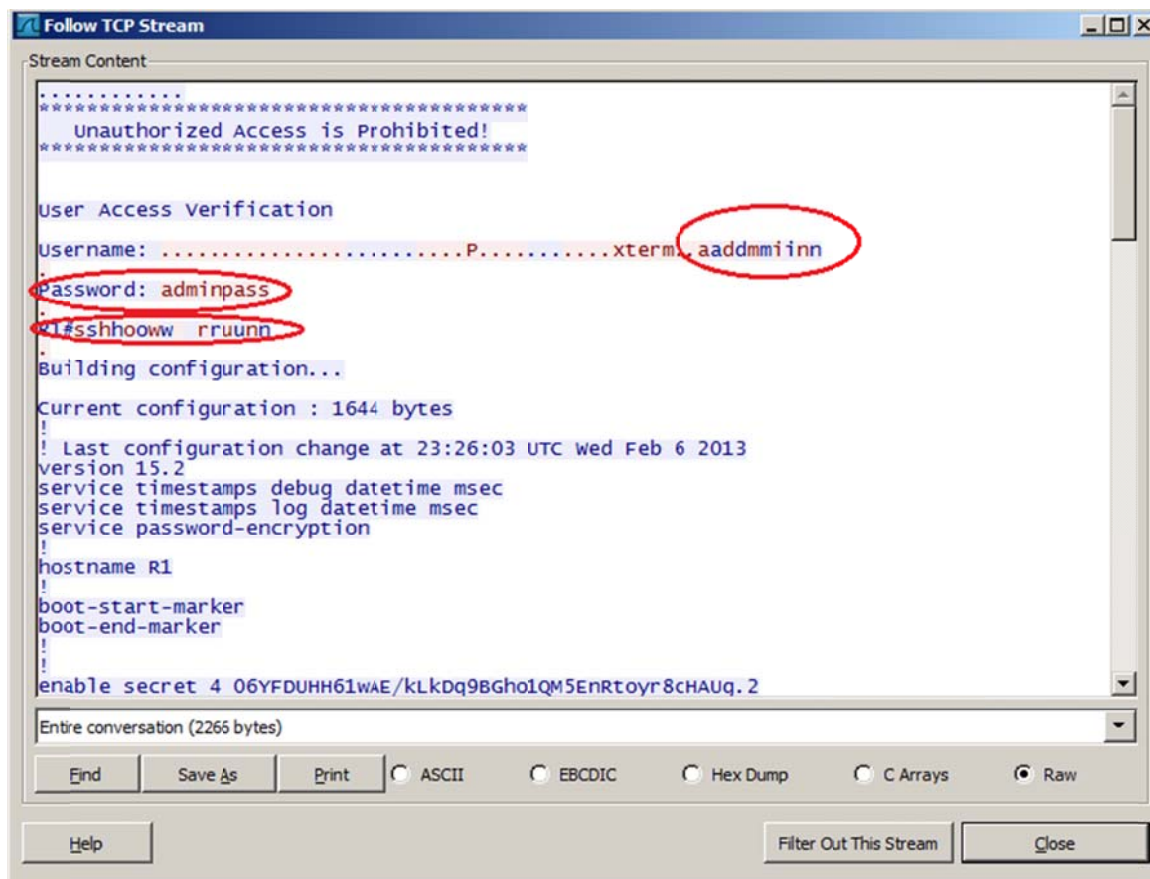 Follow TCP Stream
Stream Content
............
*****************************************
Unauthorized Access is Prohibited!
*****************************************
User Access Verification
Username: ..........................P...........xterm..aaddmmiinn
.
Password: adminpass
.
R1#sshhooww rruunn
.
Building configuration...
Current configuration : 1644 bytes
!
! Last configuration change at 23:26:03 UTC Wed Feb 6 2013
version 15.2
service timestamps debug datetime msec
service timestamps log datetime msec
service password-encryption
!
hostname R1
!
boot-start-marker
boot-end-marker
!
!
enable secret 4 06YFDUHH61wAE/kLkDq9BGho1QM5EnRtoyr8cHAUg.2
Entire conversation (2266 bytes)
Find Save As Print ASCII EBCDIC Hex Dump C Arrays Raw
Help Filter Out This Stream Close